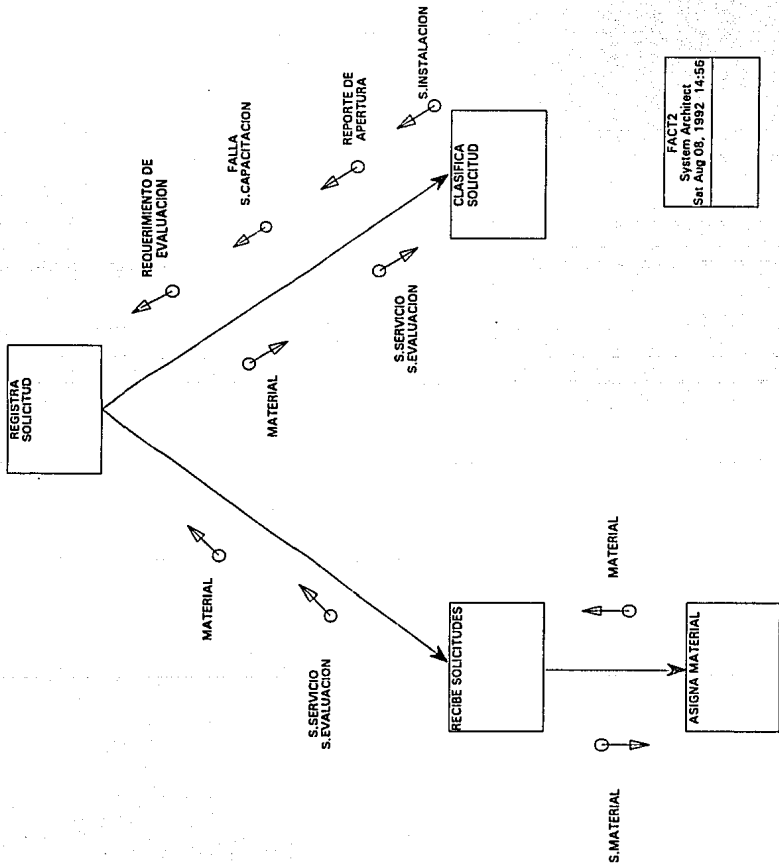 REGISTRA
SOLICITUD
REQUERIMIENTO DE
EVALUACION
FALLA
S.CAPACITACION
REPORTE DE
APERTURA
S.INSTALACION
MATERIAL
S.SERVICIO
S.EVALUACION
MATERIAL
S.SERVICIO
S.EVALUACION
CLASIFICA
SOLICITUD
RECIBE SOLICITUDES
S.MATERIAL
MATERIAL
ASIGNA MATERIAL
FACT2
System Architect
Sat Aug 08, 1992 14:56